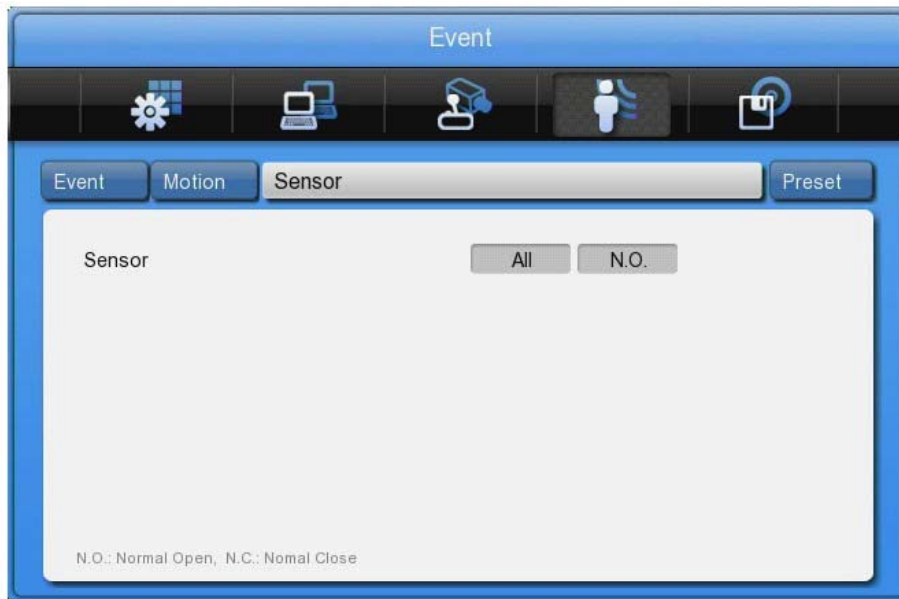 Event
Event Motion Sensor Preset
Sensor All N.O.
N.O.: Normal Open, N.C.: Nomal Close